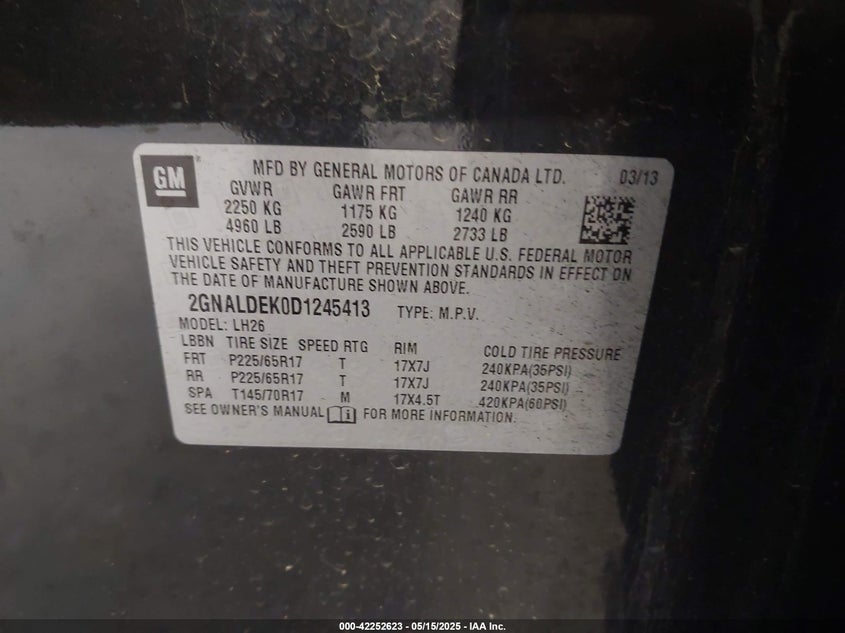 GM MFD BY GENERAL MOTORS OF CANADA LTD. 03/13
GVWR GAWR FRT GAWR RR
2250 KG 1175 KG 1240 KG
4960 LB 2590 LB 2733 LB
THIS VEHICLE CONFORMS TO ALL APPLICABLE U.S. FEDERAL MOTOR
VEHICLE SAFETY AND THEFT PREVENTION STANDARDS IN EFFECT ON
THE DATE OF MANUFACTURE SHOWN ABOVE.
2GNALDEK0D1245413 TYPE: M.P.V.
MODEL: LH26
LBBN TIRE SIZE SPEED RTG RIM COLD TIRE PRESSURE
FRT P225/65R17 T 17X7J 240KPA(35PSI)
RR P225/65R17 T 17X7J 240KPA(35PSI)
SPA T145/70R17 M 17X4.5T 420KPA(60PSI)
SEE OWNER'S MANUAL i FOR MORE INFORMATION.
000-42252623 - 05/15/2025 - IAA Inc.